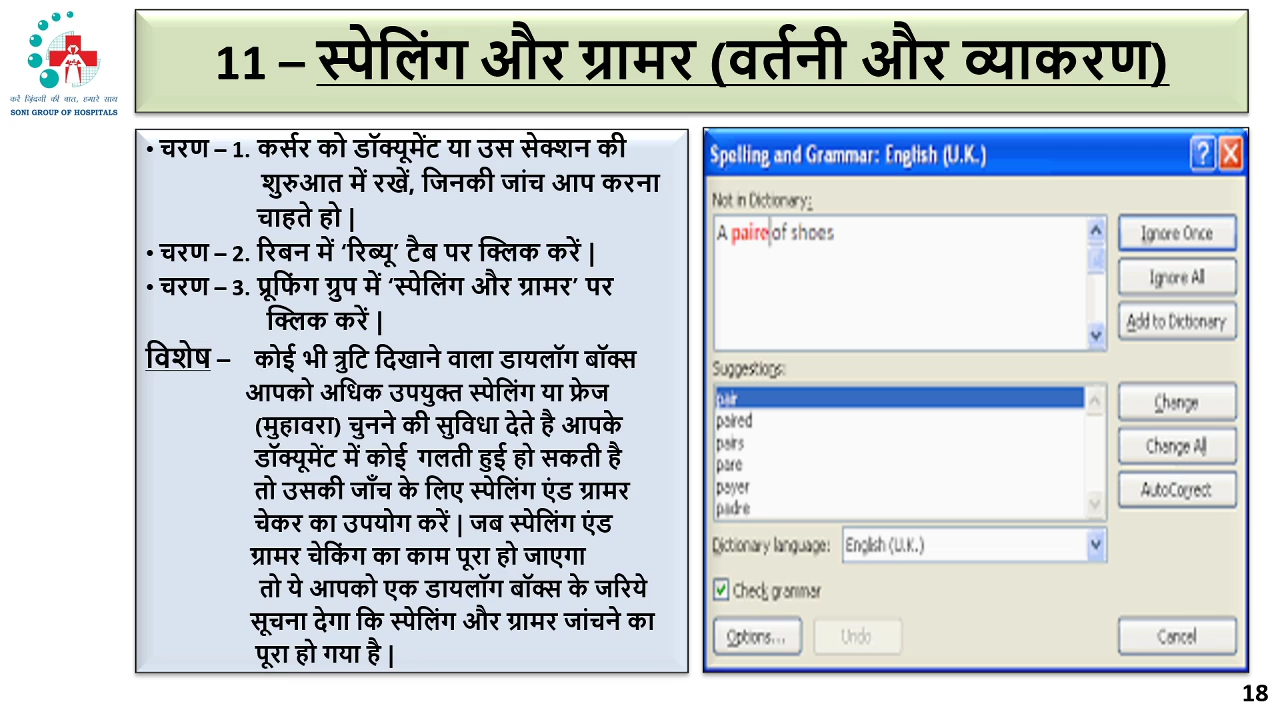 करें ज़िंदगी की बात, हमारे साथ
SONI GROUP OF HOSPITALS
11 – स्पेलिंग और ग्रामर (वर्तनी और व्याकरण)
• चरण – 1. कर्सर को डॉक्यूमेंट या उस सेक्शन की
शुरुआत में रखें, जिनकी जांच आप करना
चाहते हो |
• चरण – 2. रिबन में ‘रिब्यू’ टैब पर क्लिक करें |
• चरण – 3. प्रूफिंग ग्रुप में ‘स्पेलिंग और ग्रामर’ पर
क्लिक करें |
विशेष – कोई भी त्रुटि दिखाने वाला डायलॉग बॉक्स
आपको अधिक उपयुक्त स्पेलिंग या फ्रेज
(मुहावरा) चुनने की सुविधा देते है आपके
डॉक्यूमेंट में कोई गलती हुई हो सकती है
तो उसकी जाँच के लिए स्पेलिंग एंड ग्रामर
चेकर का उपयोग करें | जब स्पेलिंग एंड
ग्रामर चेकिंग का काम पूरा हो जाएगा
तो ये आपको एक डायलॉग बॉक्स के जरिये
सूचना देगा कि स्पेलिंग और ग्रामर जांचने का
पूरा हो गया है |
Spelling and Grammar: English (U.K.)
Not in Dictionary:
A paire of shoes
Ignore Once
Ignore All
Add to Dictionary
Suggestions:
pair
paired
pairs
pare
payer
padre
Change
Change All
AutoCorrect
Dictionary language: English (U.K.)
Check grammar
Options... Undo Cancel
18